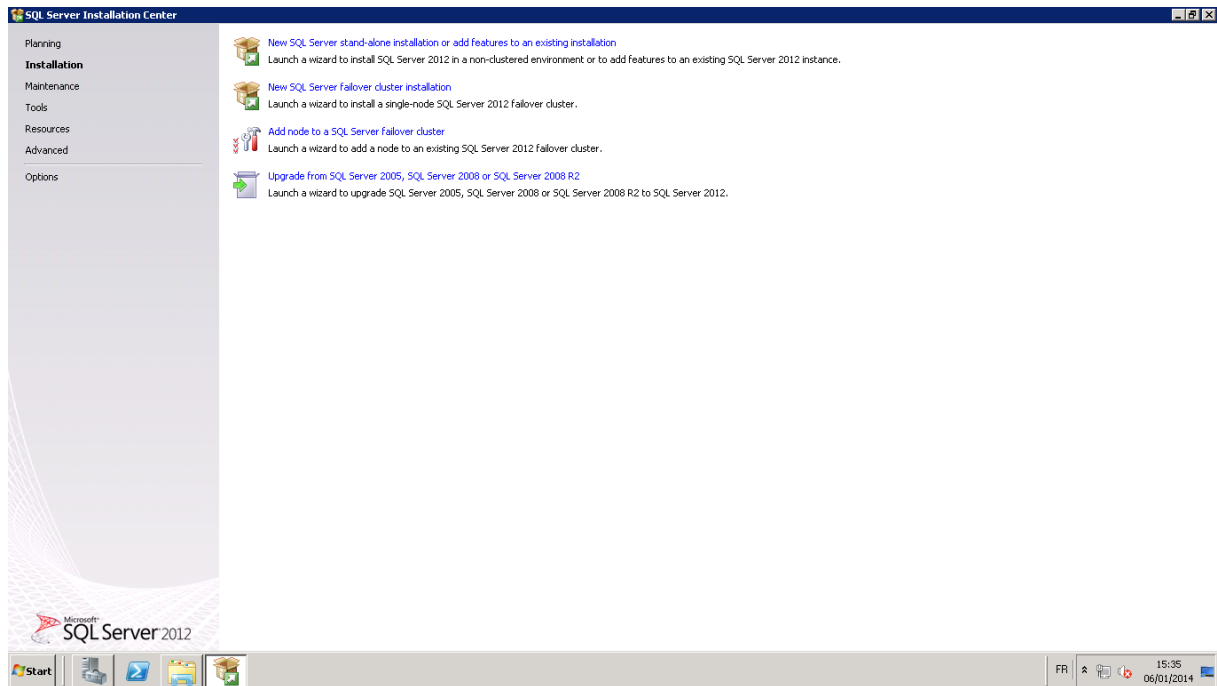 SQL Server Installation Center
Planning
Installation
Maintenance
Tools
Resources
Advanced
Options
New SQL Server stand-alone installation or add features to an existing installation
Launch a wizard to install SQL Server 2012 in a non-clustered environment or to add features to an existing SQL Server 2012 instance.
New SQL Server failover cluster installation
Launch a wizard to install a single-node SQL Server 2012 failover cluster.
Add node to a SQL Server failover cluster
Launch a wizard to add a node to an existing SQL Server 2012 failover cluster.
Upgrade from SQL Server 2005, SQL Server 2008 or SQL Server 2008 R2
Launch a wizard to upgrade SQL Server 2005, SQL Server 2008 or SQL Server 2008 R2 to SQL Server 2012.
Microsoft
SQL Server 2012
Start
FR
15:35
06/01/2014